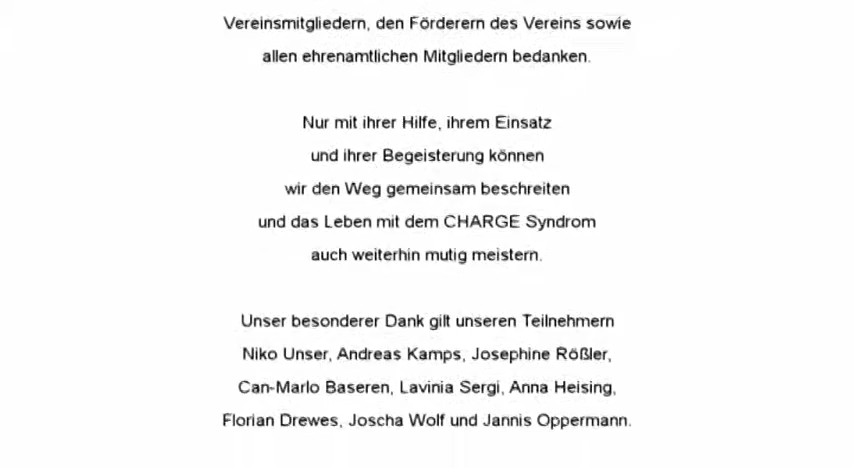 Vereinsmitgliedern, den Förderern des Vereins sowie
allen ehrenamtlichen Mitgliedern bedanken.
Nur mit ihrer Hilfe, ihrem Einsatz
und ihrer Begeisterung können
wir den Weg gemeinsam beschreiten
und das Leben mit dem CHARGE Syndrom
auch weiterhin mutig meistern.
Unser besonderer Dank gilt unseren Teilnehmern
Niko Unser, Andreas Kamps, Josephine Rößler,
Can-Marlo Baseren, Lavinia Sergi, Anna Heising,
Florian Drewes, Joscha Wolf und Jannis Oppermann.